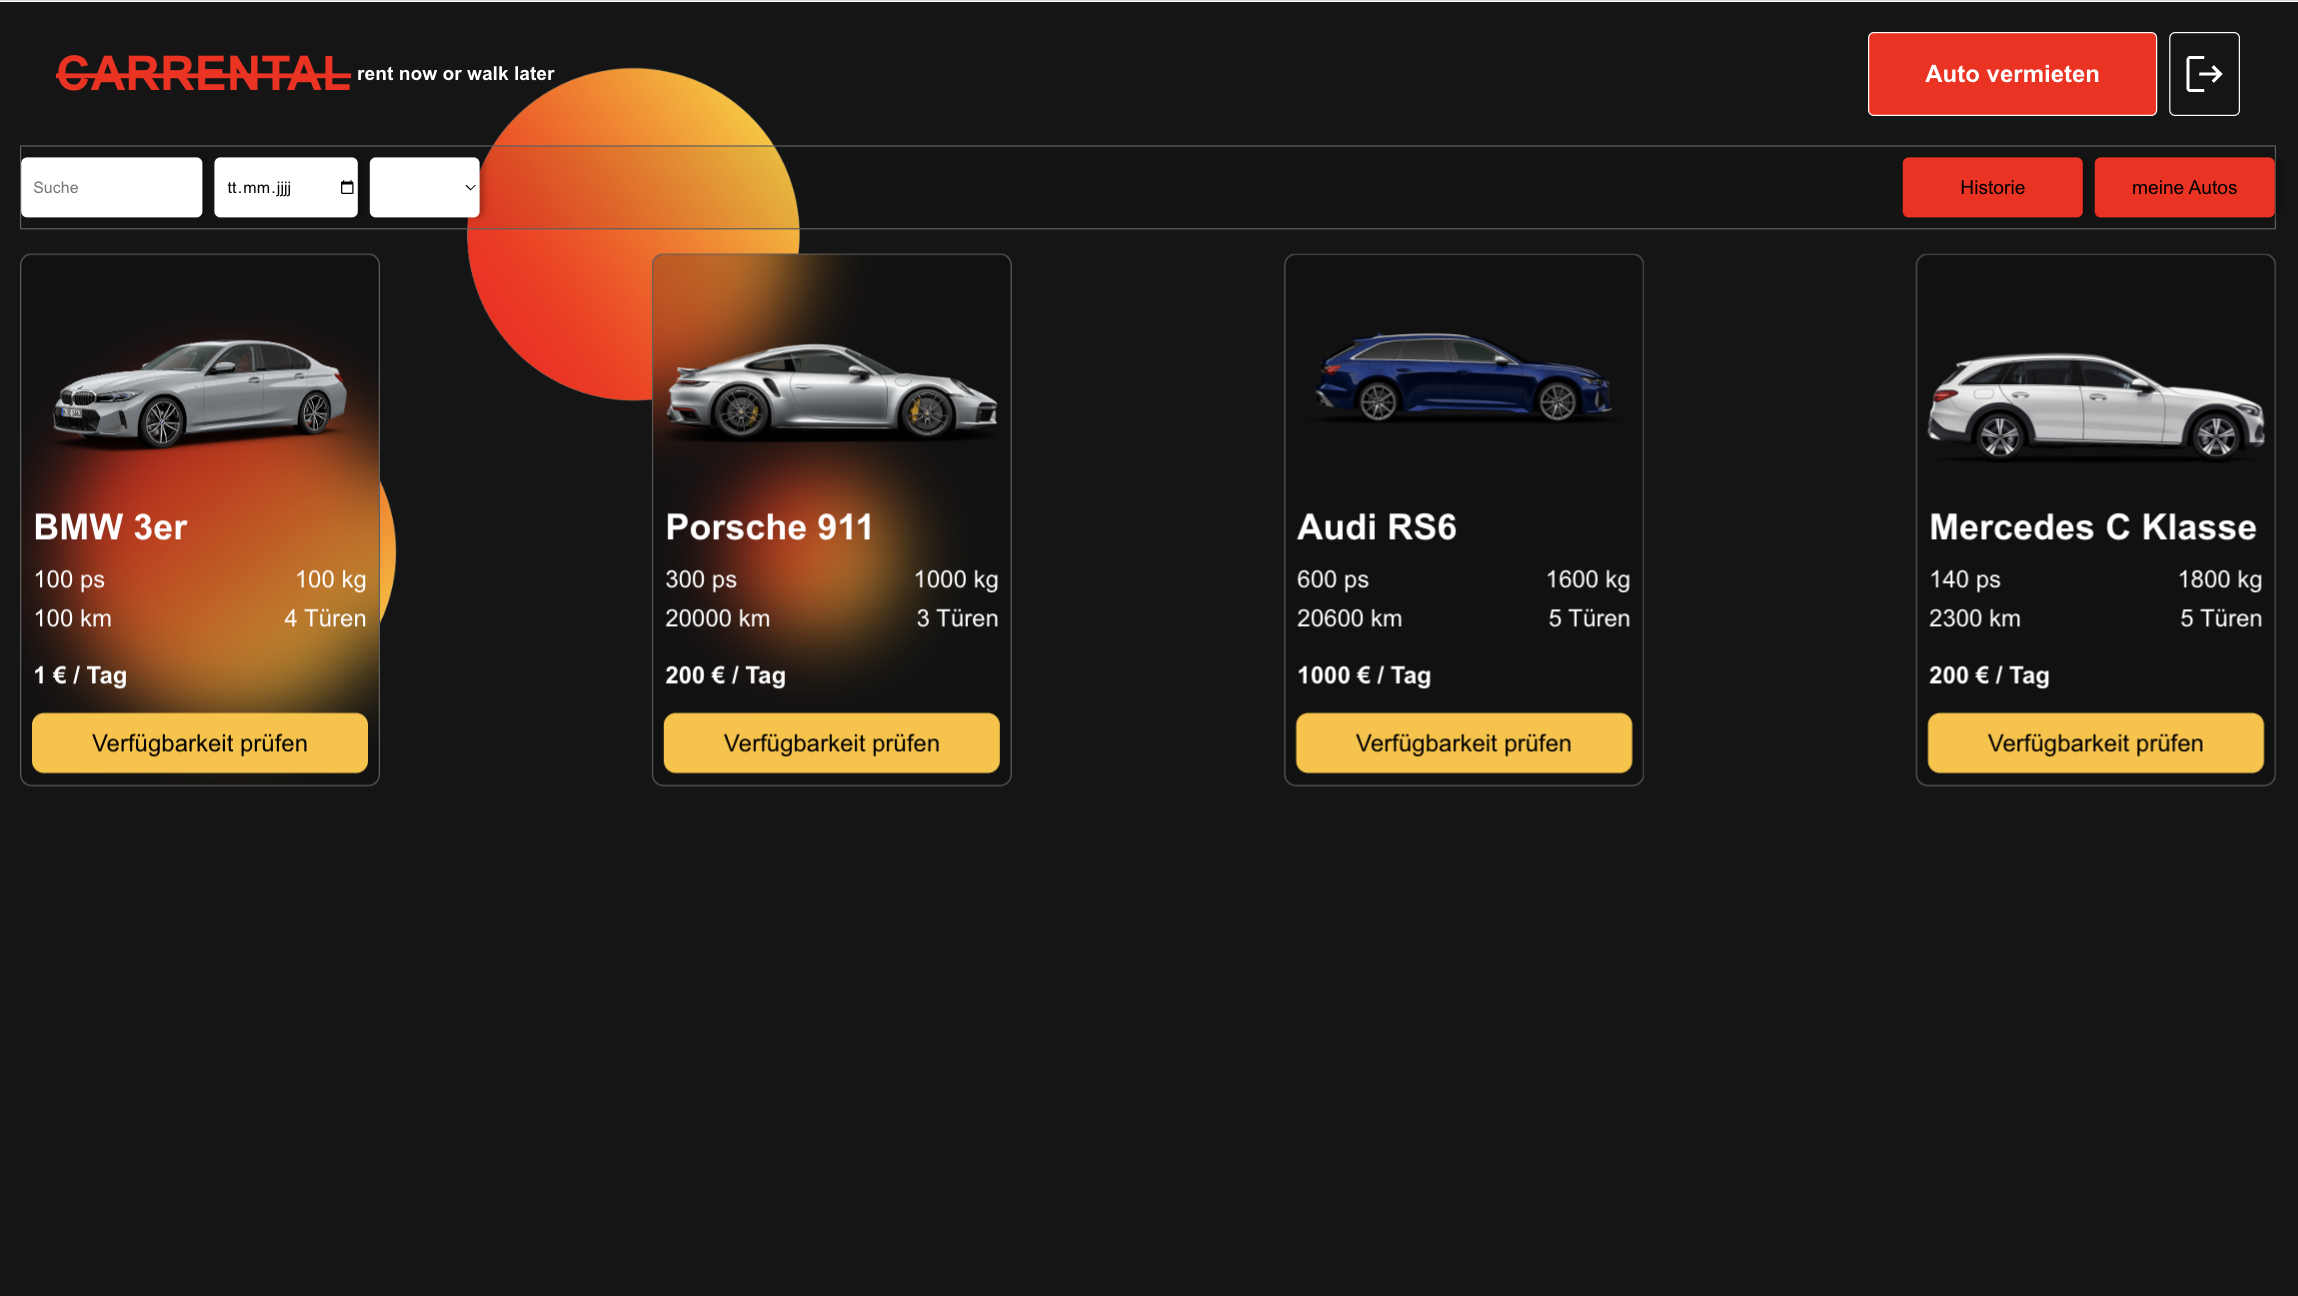 CARRENTAL rent now or walk later
Auto vermieten
Suche
tt.mm.jjjj
Historie
meine Autos
BMW 3er
100 ps
100 kg
100 km
4 Türen
1 € / Tag
Verfügbarkeit prüfen
Porsche 911
300 ps
1000 kg
20000 km
3 Türen
200 € / Tag
Verfügbarkeit prüfen
Audi RS6
600 ps
1600 kg
20600 km
5 Türen
1000 € / Tag
Verfügbarkeit prüfen
Mercedes C Klasse
140 ps
1800 kg
2300 km
5 Türen
200 € / Tag
Verfügbarkeit prüfen